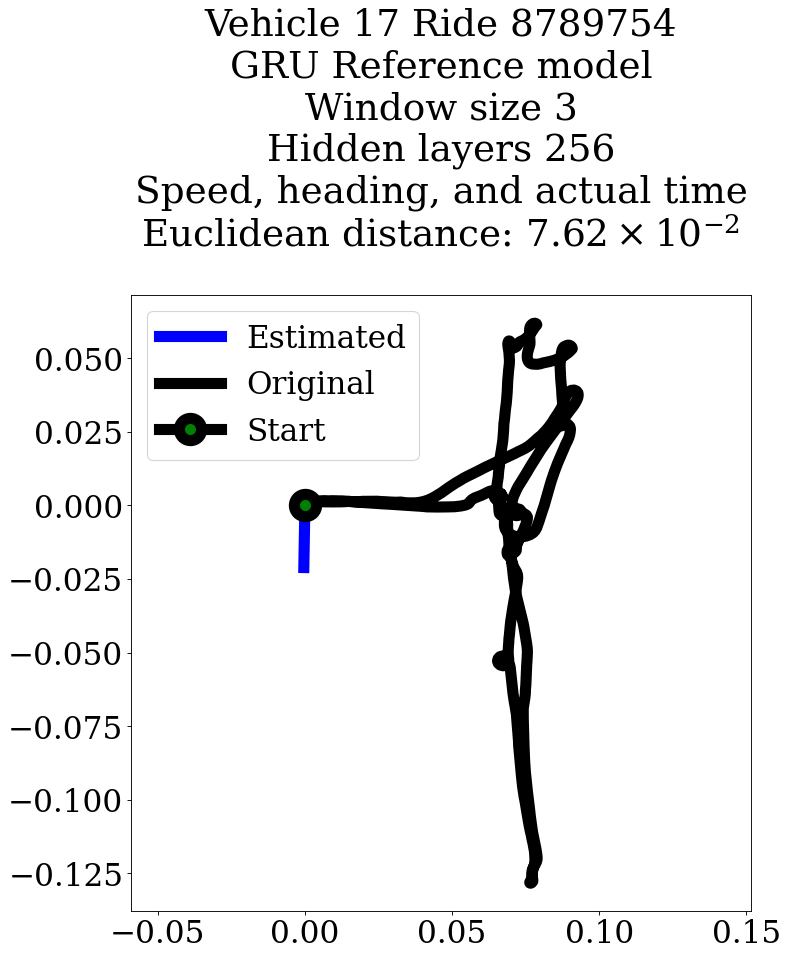 Vehicle 17 Ride 8789754
GRU Reference model
Window size 3
Hidden layers 256
Speed, heading, and actual time
Euclidean distance: 7.62 × 10⁻²
Estimated
Original
Start
0.050
0.025
0.000
−0.025
−0.050
−0.075
−0.100
−0.125
−0.05 0.00 0.05 0.10 0.15